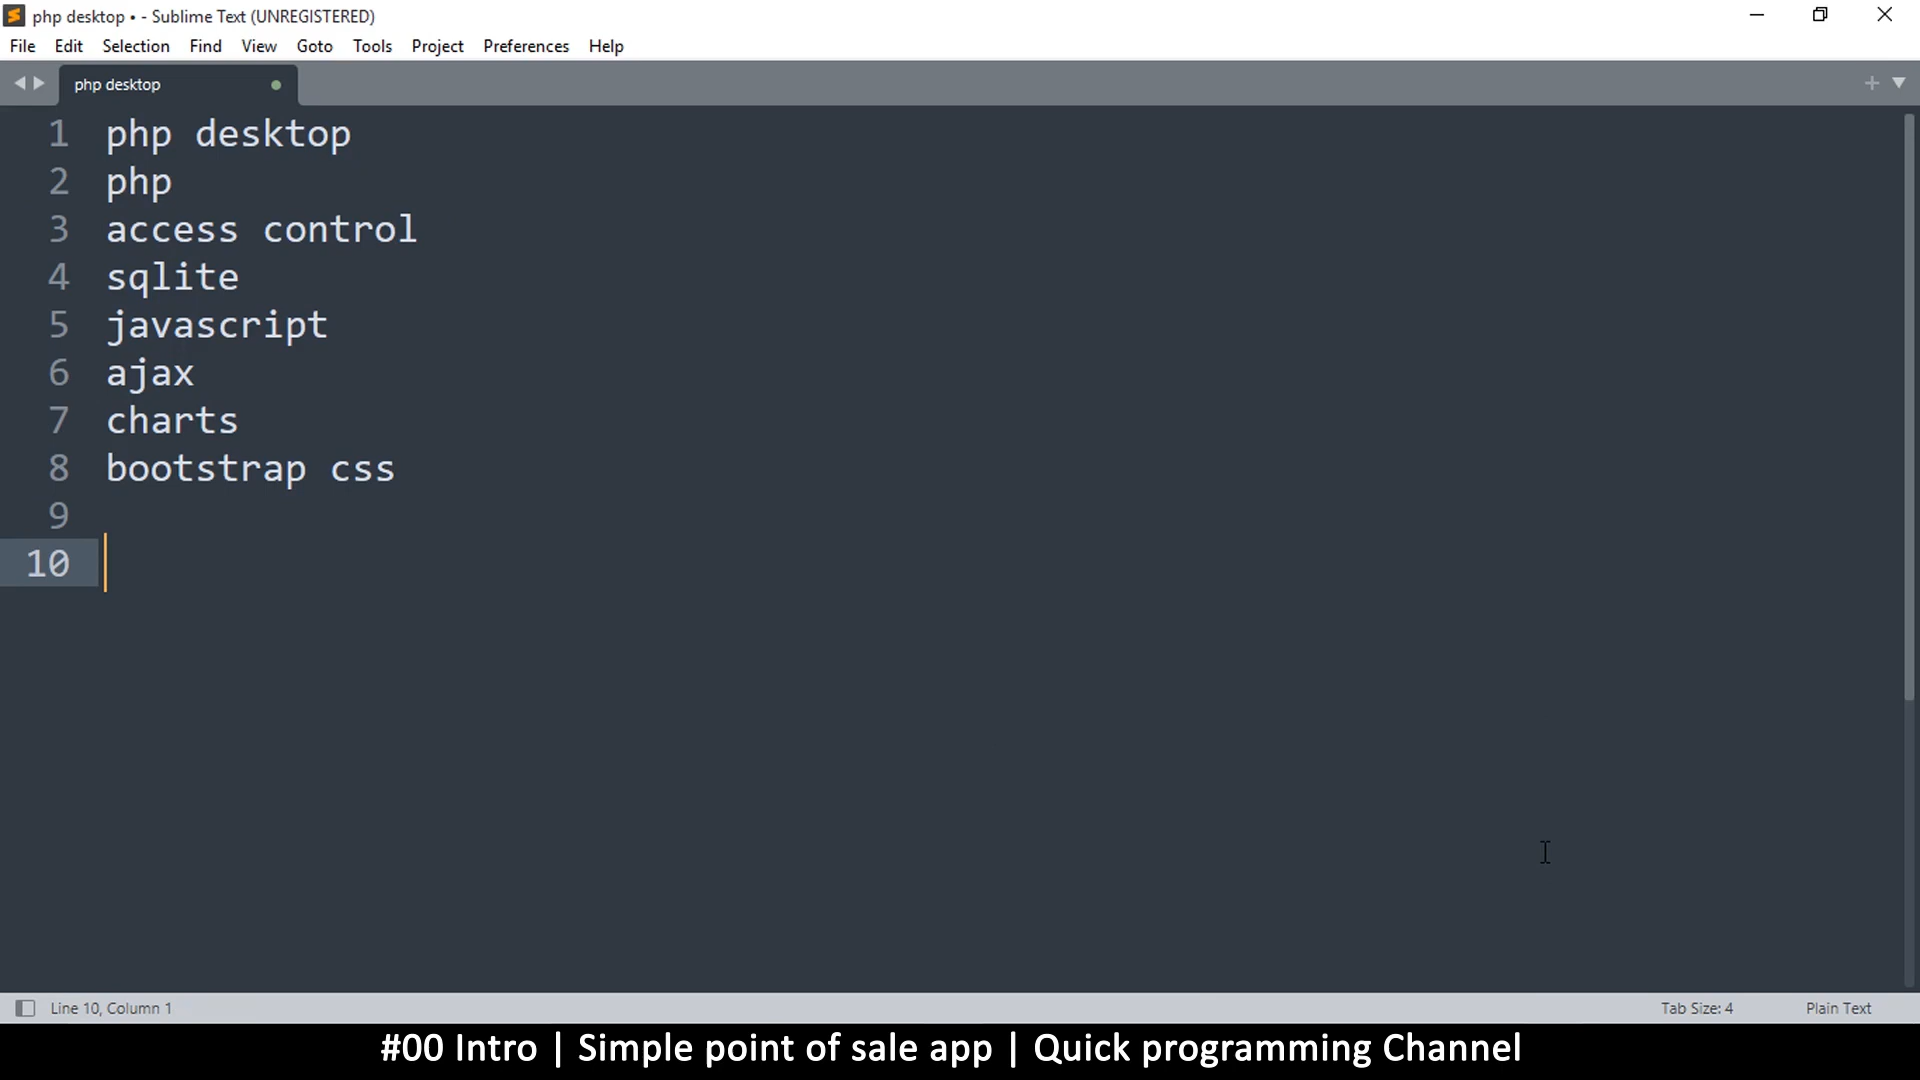 php desktop • - Sublime Text (UNREGISTERED)
File Edit Selection Find View Goto Tools Project Preferences Help
php desktop
1 php desktop
2 php
3 access control
4 sqlite
5 javascript
6 ajax
7 charts
8 bootstrap css
9
10
Line 10, Column 1 Tab Size: 4 Plain Text
#00 Intro | Simple point of sale app | Quick programming Channel